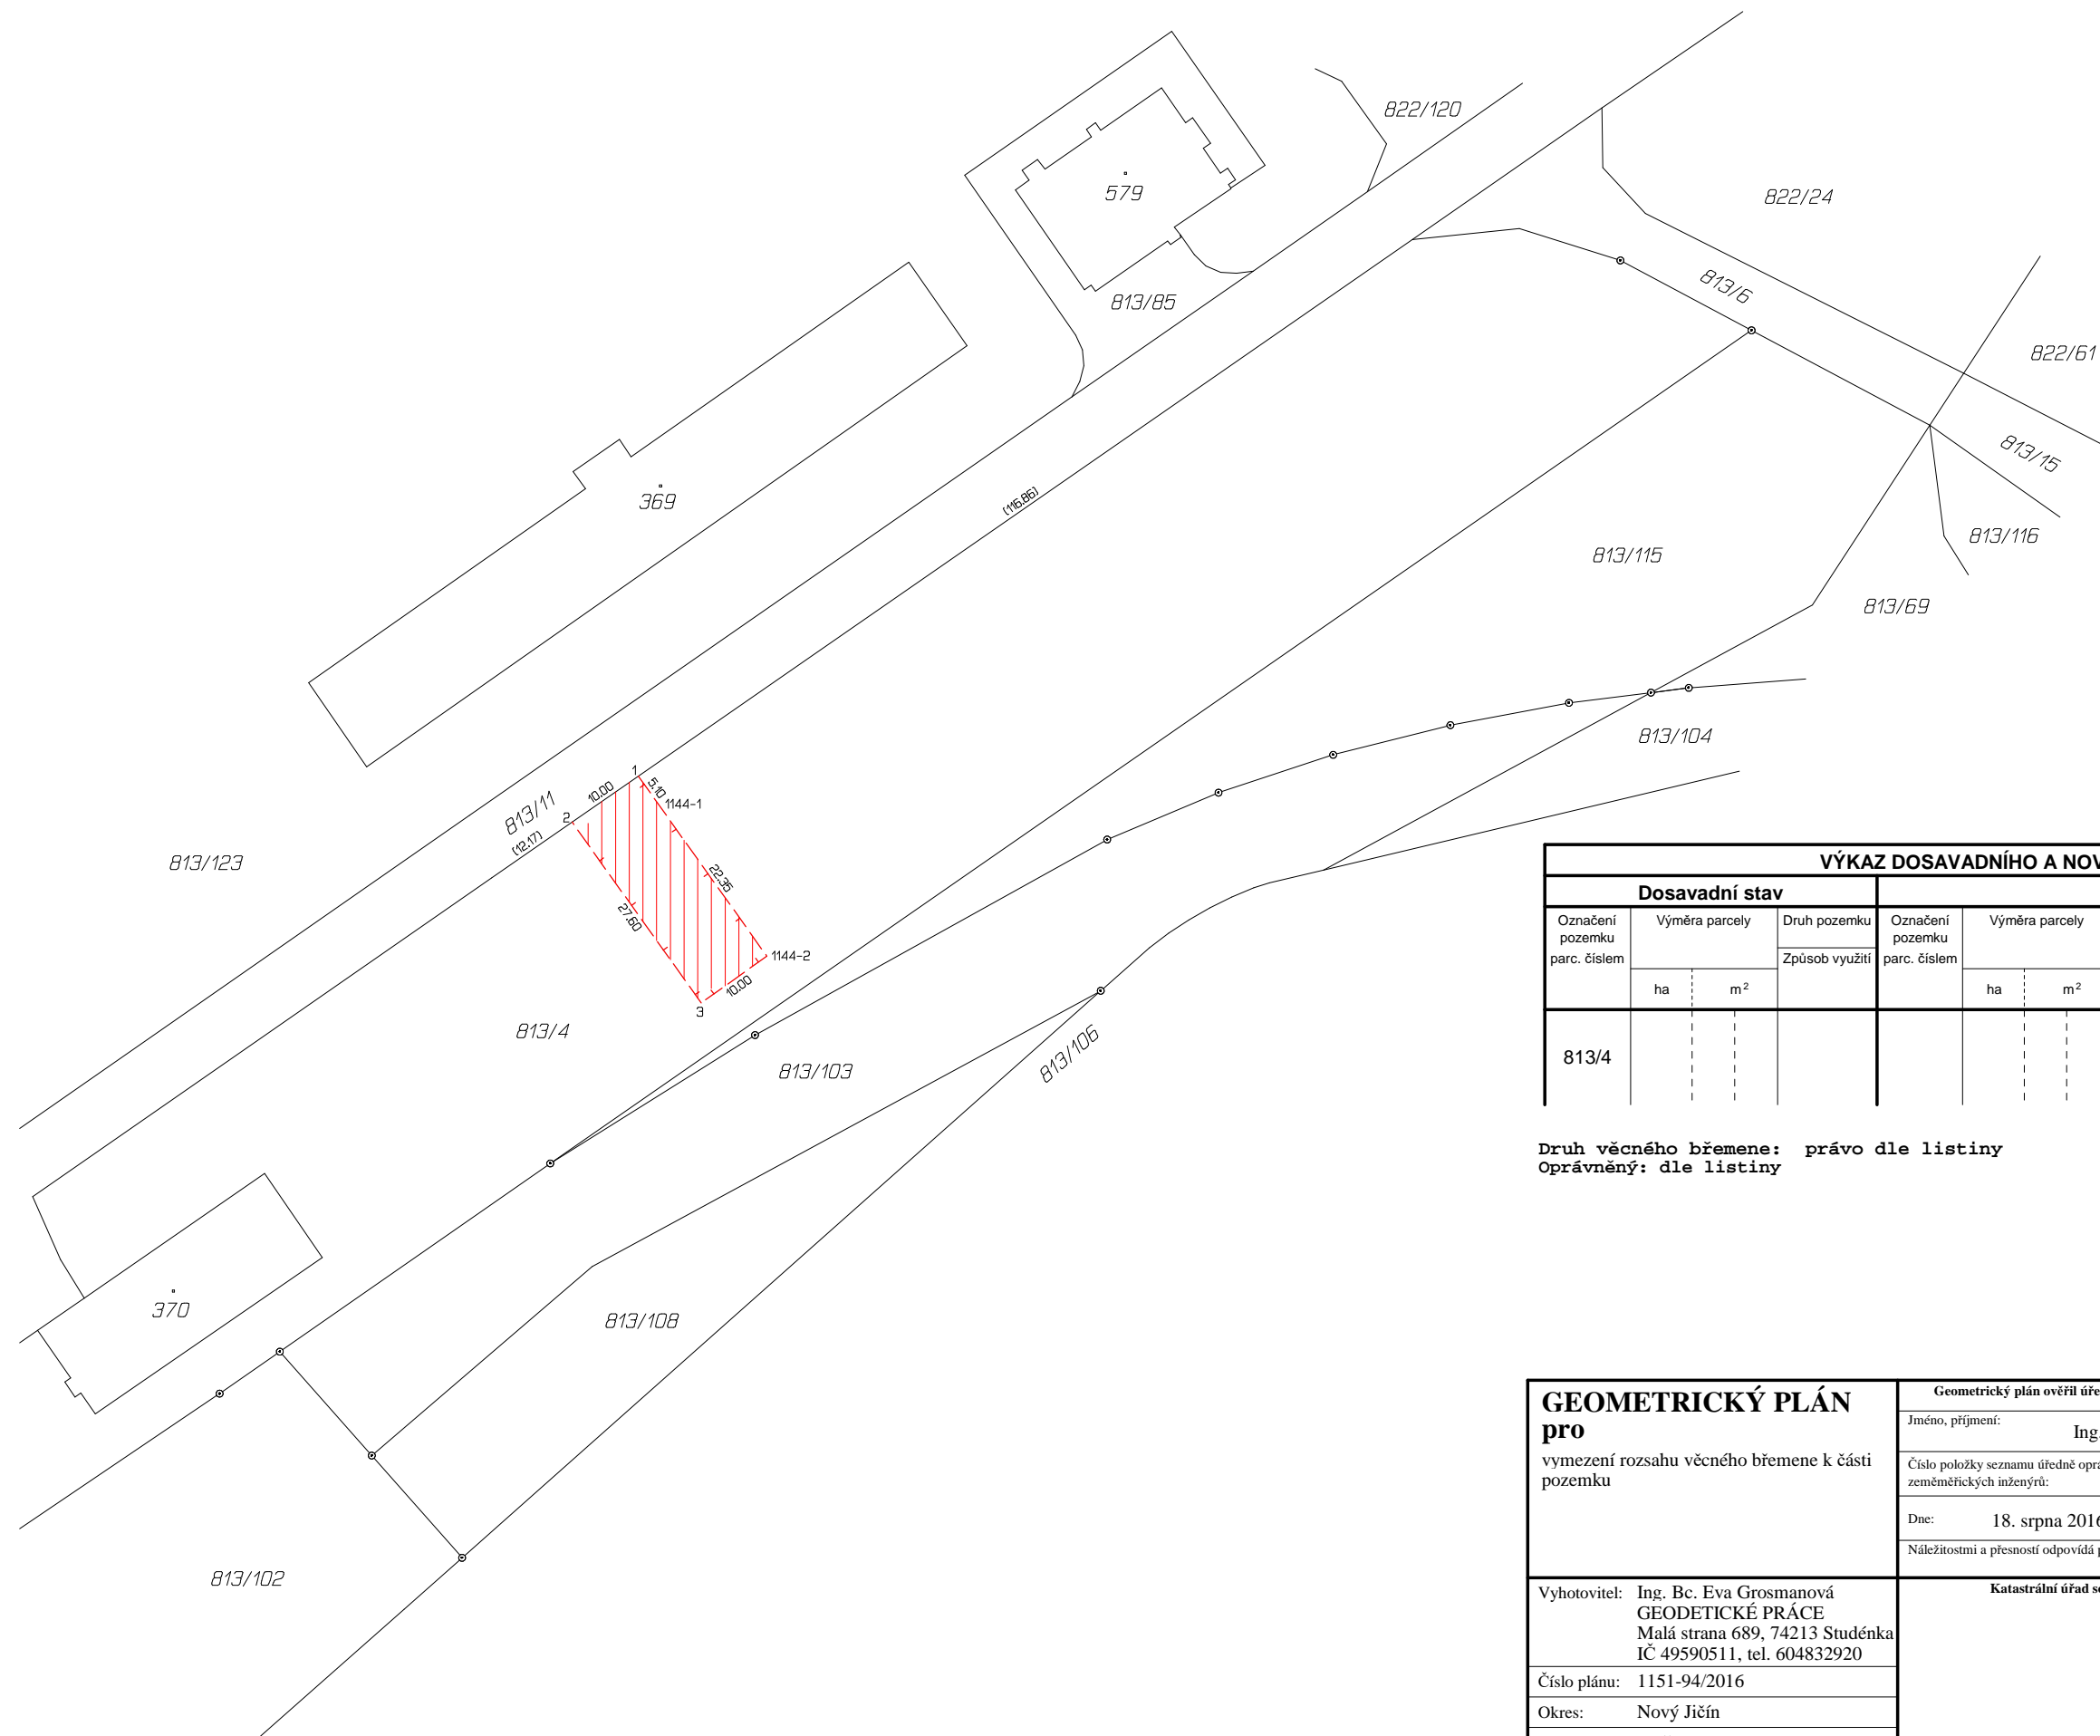 822/120
822/24
579
813/6
813/85
822/61
813/15
369
(116.86)
813/116
813/115
813/69
813/104
1
5.10
10.00
1144-1
813/11
2
(12.17)
813/123
22.35
27.60
1144-2
10.00
3
813/4
813/106
813/103
370
813/108
813/102
VÝKAZ DOSAVADNÍHO A NOV
Dosavadní stav
Označení pozemku parc. číslem
Výměra parcely
Druh pozemku
Způsob využití
ha
m²
Označení pozemku parc. číslem
Výměra parcely
ha
m²
813/4
Druh věcného břemene: právo dle listiny
Oprávněný: dle listiny
GEOMETRICKÝ PLÁN
pro
vymezení rozsahu věcného břemene k části
pozemku
Geometrický plán ověřil úře
Jméno, příjmení:
Ing.
Číslo položky seznamu úředně oprá
zeměměřických inženýrů:
Dne: 18. srpna 2016
Náležitostmi a přesností odpovídá p
Vyhotovitel: Ing. Bc. Eva Grosmanová
GEODETICKÉ PRÁCE
Malá strana 689, 74213 Studénka
IČ 49590511, tel. 604832920
Katastrální úřad so
Číslo plánu: 1151-94/2016
Okres: Nový Jičín